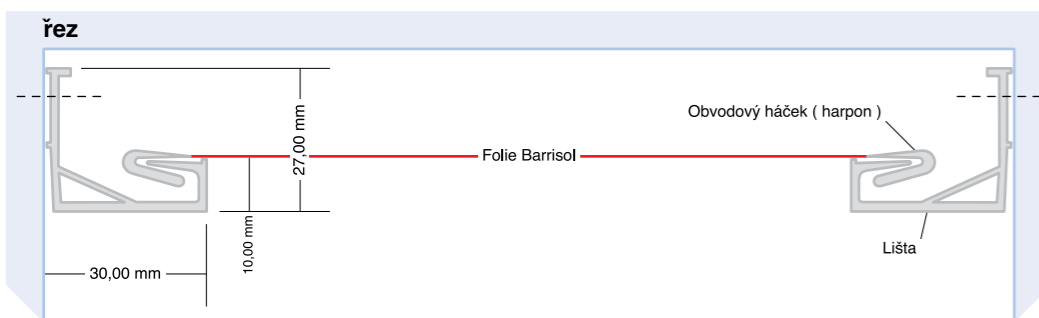 řez
Obvodový háček ( harpon )
27,00 mm
Folie Barrisol
10,00 mm
Lišta
30,00 mm